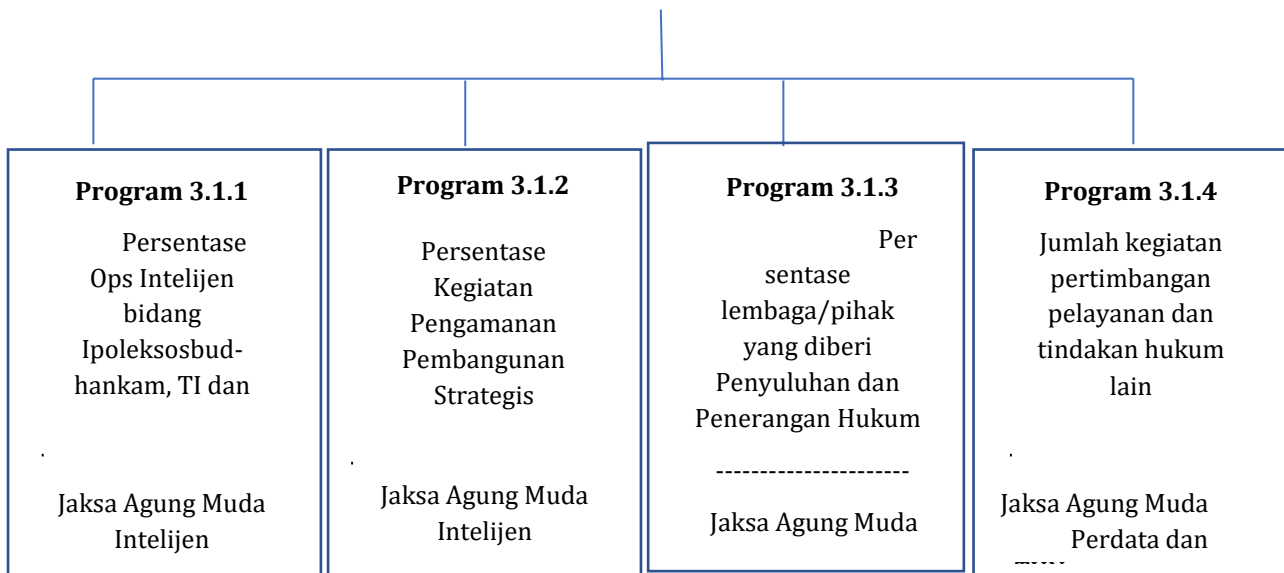 Program 3.1.1
Persentase
Ops Intelijen
bidang
Ipoleksosbud-
hankam, TI dan
.
Jaksa Agung Muda
Intelijen
Program 3.1.2
Persentase
Kegiatan
Pengamanan
Pembangunan
Strategis
.
Jaksa Agung Muda
Intelijen
Program 3.1.3
Per
sentase
lembaga/pihak
yang diberi
Penyuluhan dan
Penerangan Hukum
----------------------
Jaksa Agung Muda
Program 3.1.4
Jumlah kegiatan
pertimbangan
pelayanan dan
tindakan hukum
lain
.
Jaksa Agung Muda
Perdata dan